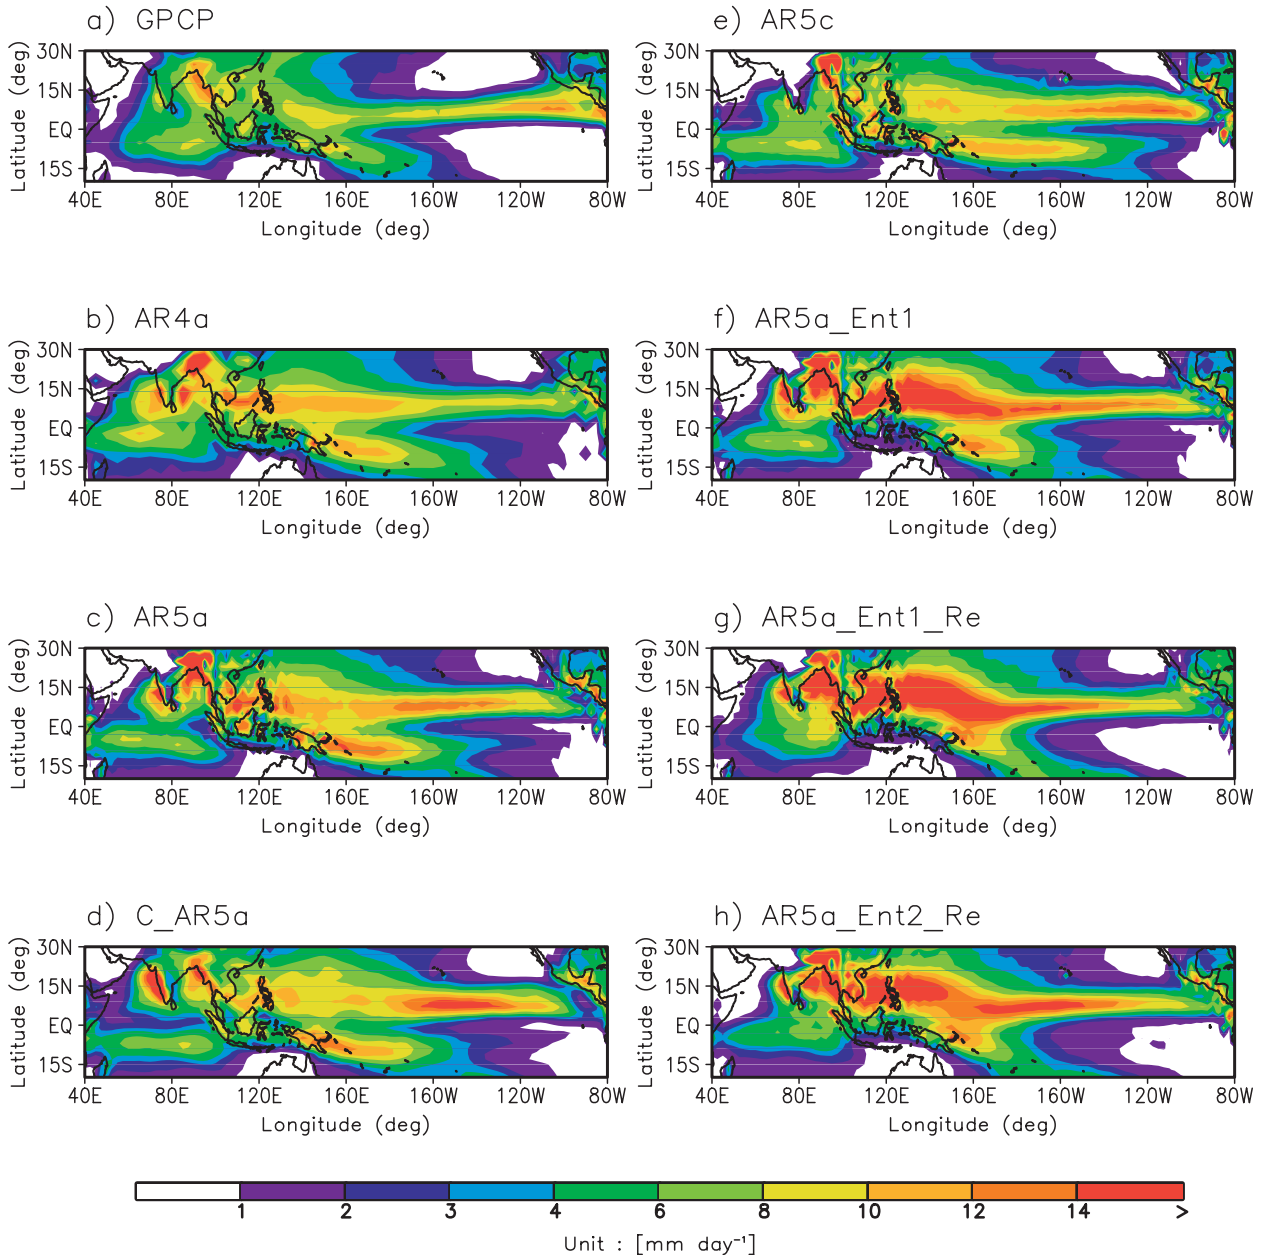 a) GPCP
Latitude (deg)
30N
15N
EQ
15S
40E 80E 120E 160E 160W 120W 80W
Longitude (deg)
b) AR4a
Latitude (deg)
30N
15N
EQ
15S
40E 80E 120E 160E 160W 120W 80W
Longitude (deg)
c) AR5a
Latitude (deg)
30N
15N
EQ
15S
40E 80E 120E 160E 160W 120W 80W
Longitude (deg)
d) C_AR5a
Latitude (deg)
30N
15N
EQ
15S
40E 80E 120E 160E 160W 120W 80W
Longitude (deg)
e) AR5c
Latitude (deg)
30N
15N
EQ
15S
40E 80E 120E 160E 160W 120W 80W
Longitude (deg)
f) AR5a_Ent1
Latitude (deg)
30N
15N
EQ
15S
40E 80E 120E 160E 160W 120W 80W
Longitude (deg)
g) AR5a_Ent1_Re
Latitude (deg)
30N
15N
EQ
15S
40E 80E 120E 160E 160W 120W 80W
Longitude (deg)
h) AR5a_Ent2_Re
Latitude (deg)
30N
15N
EQ
15S
40E 80E 120E 160E 160W 120W 80W
Longitude (deg)
1 2 3 4 6 8 10 12 14 >
Unit : [mm day⁻¹]